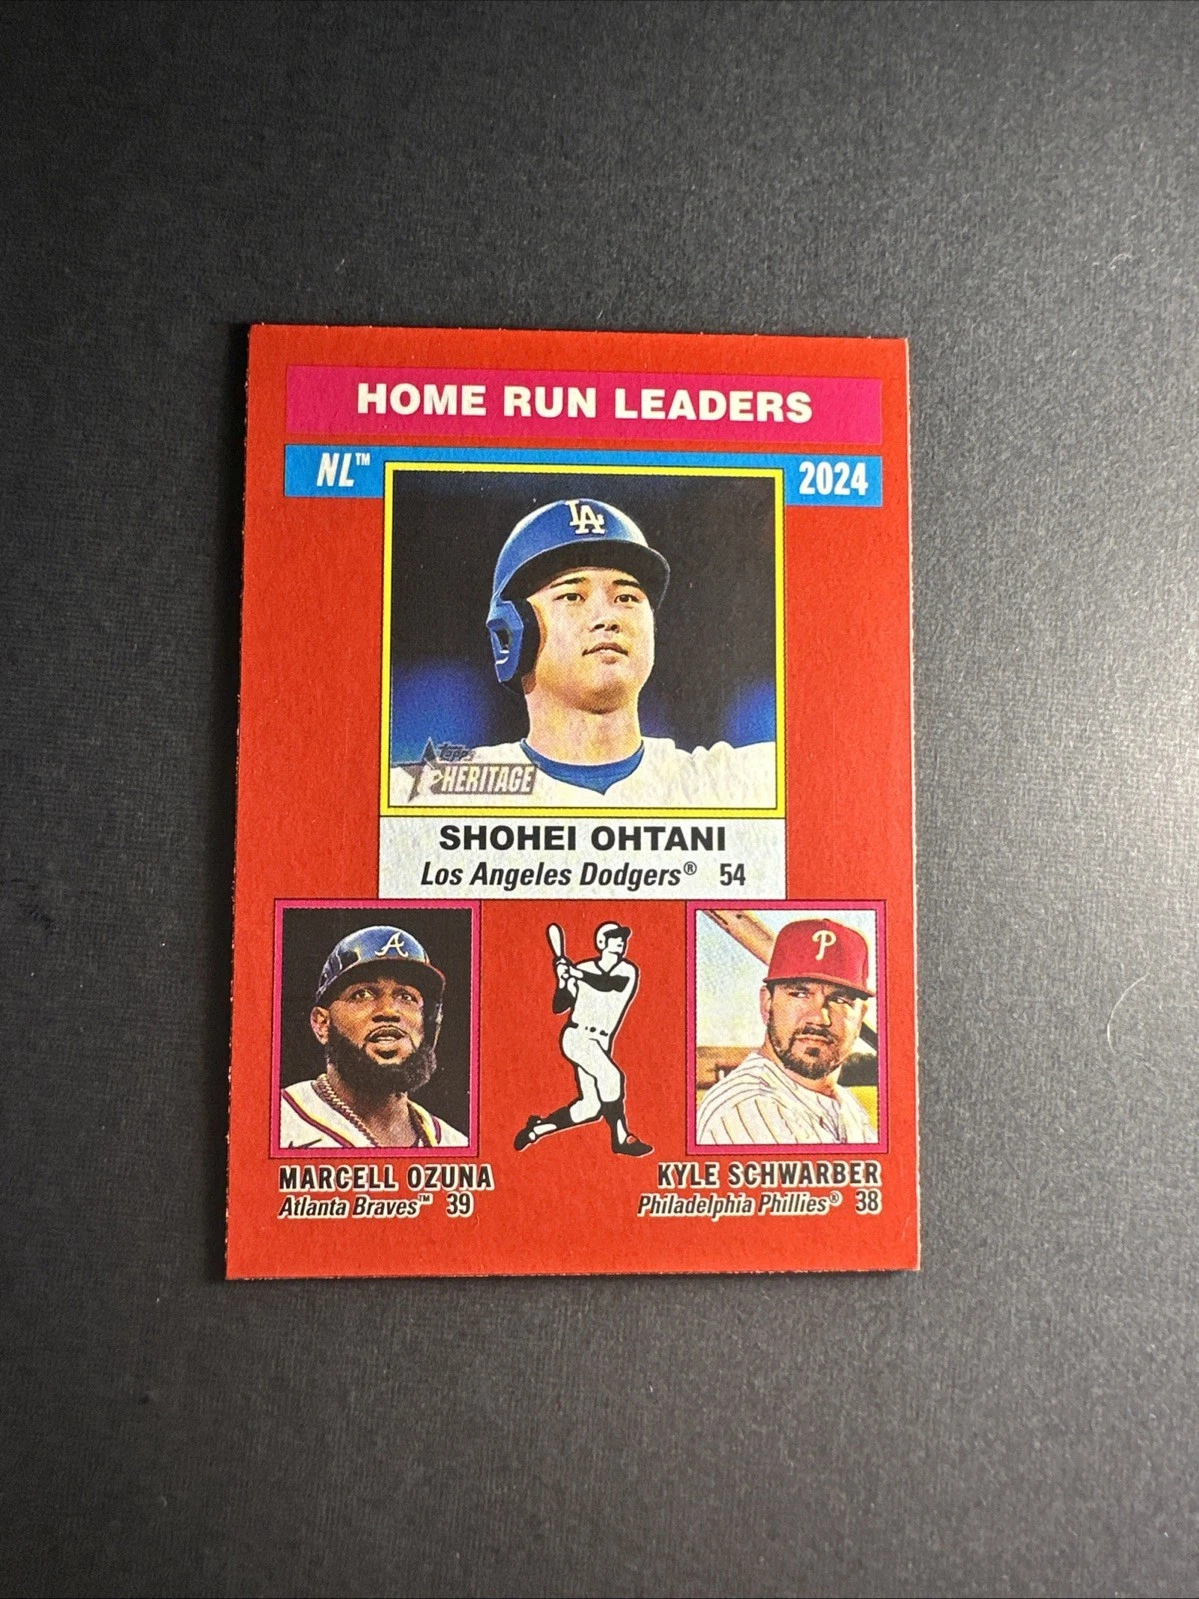 HOME RUN LEADERS
NL™
2024
LA
Topps
HERITAGE
SHOHEI OHTANI
Los Angeles Dodgers® 54
A
P
MARCELL OZUNA
Atlanta Braves™ 39
KYLE SCHWARBER
Philadelphia Phillies® 38